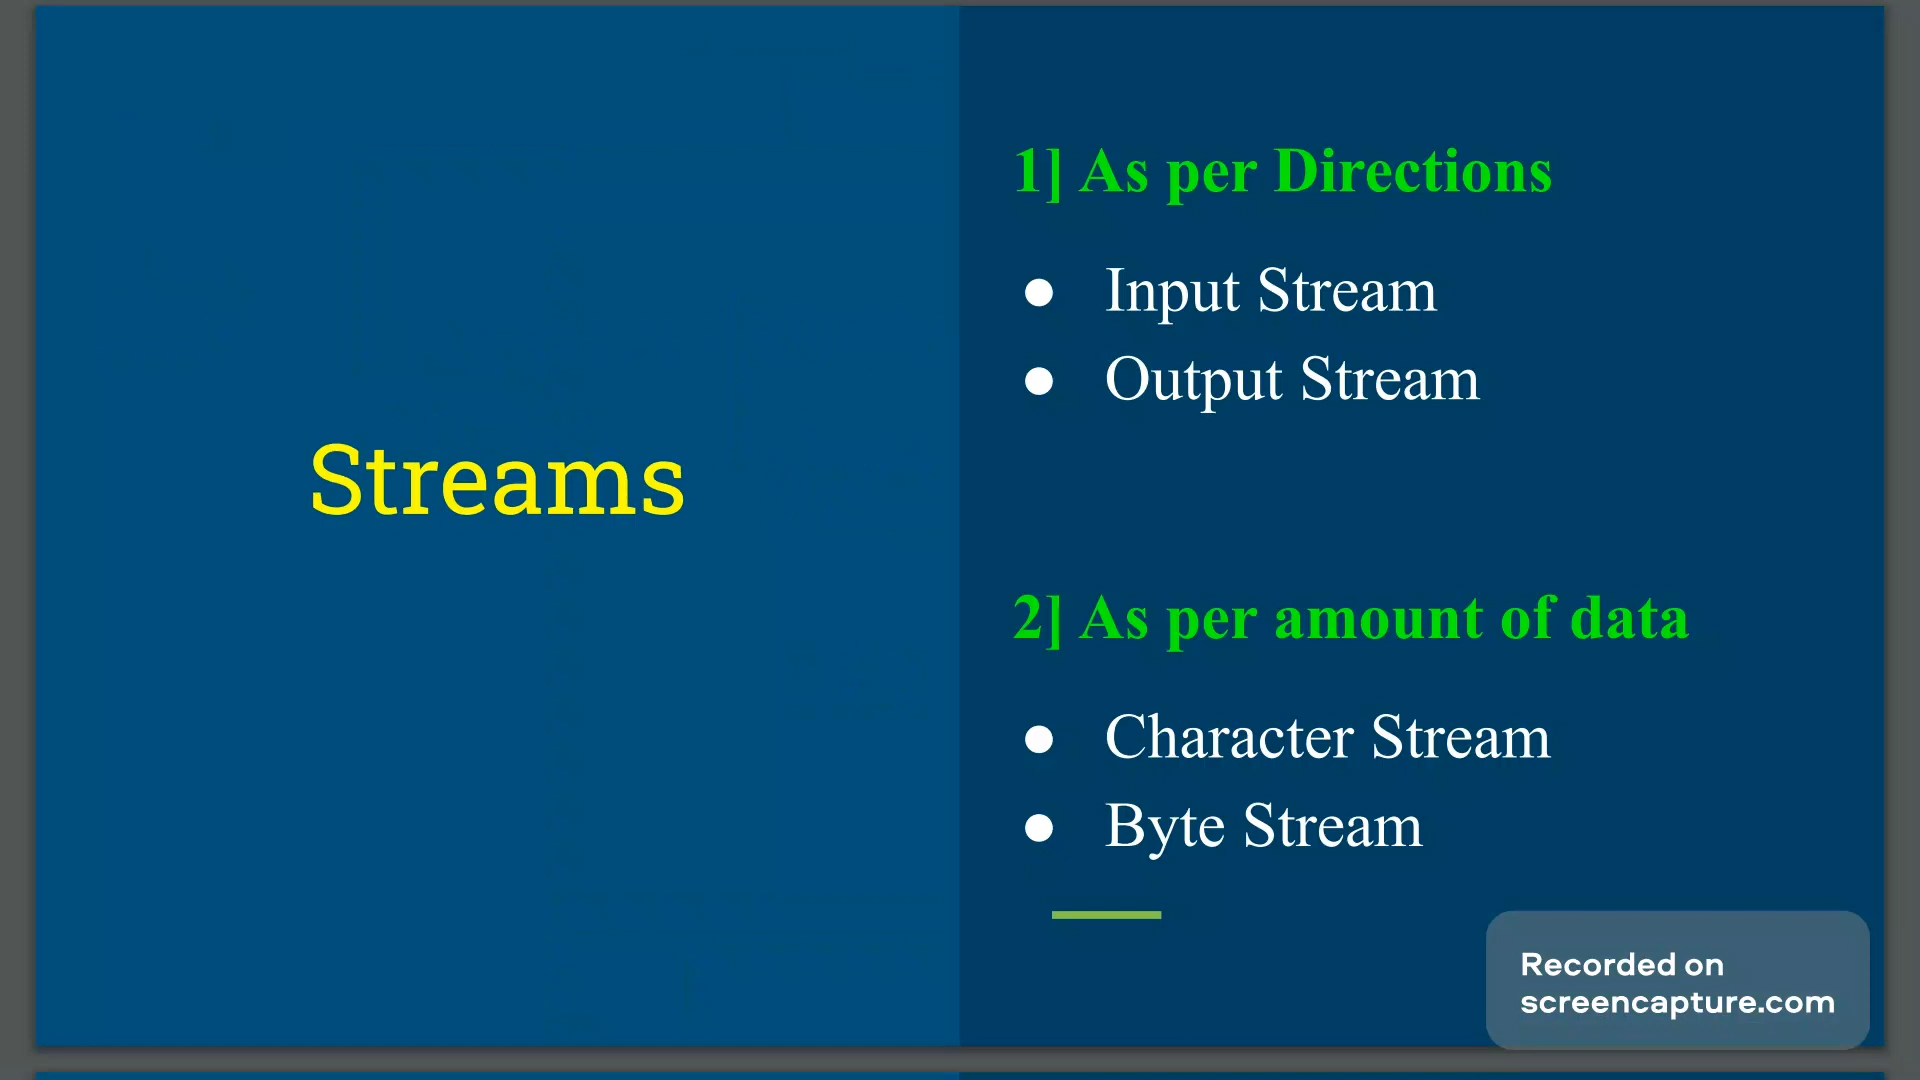 Streams
1] As per Directions
● Input Stream
● Output Stream
2] As per amount of data
● Character Stream
● Byte Stream
Recorded on
screencapture.com